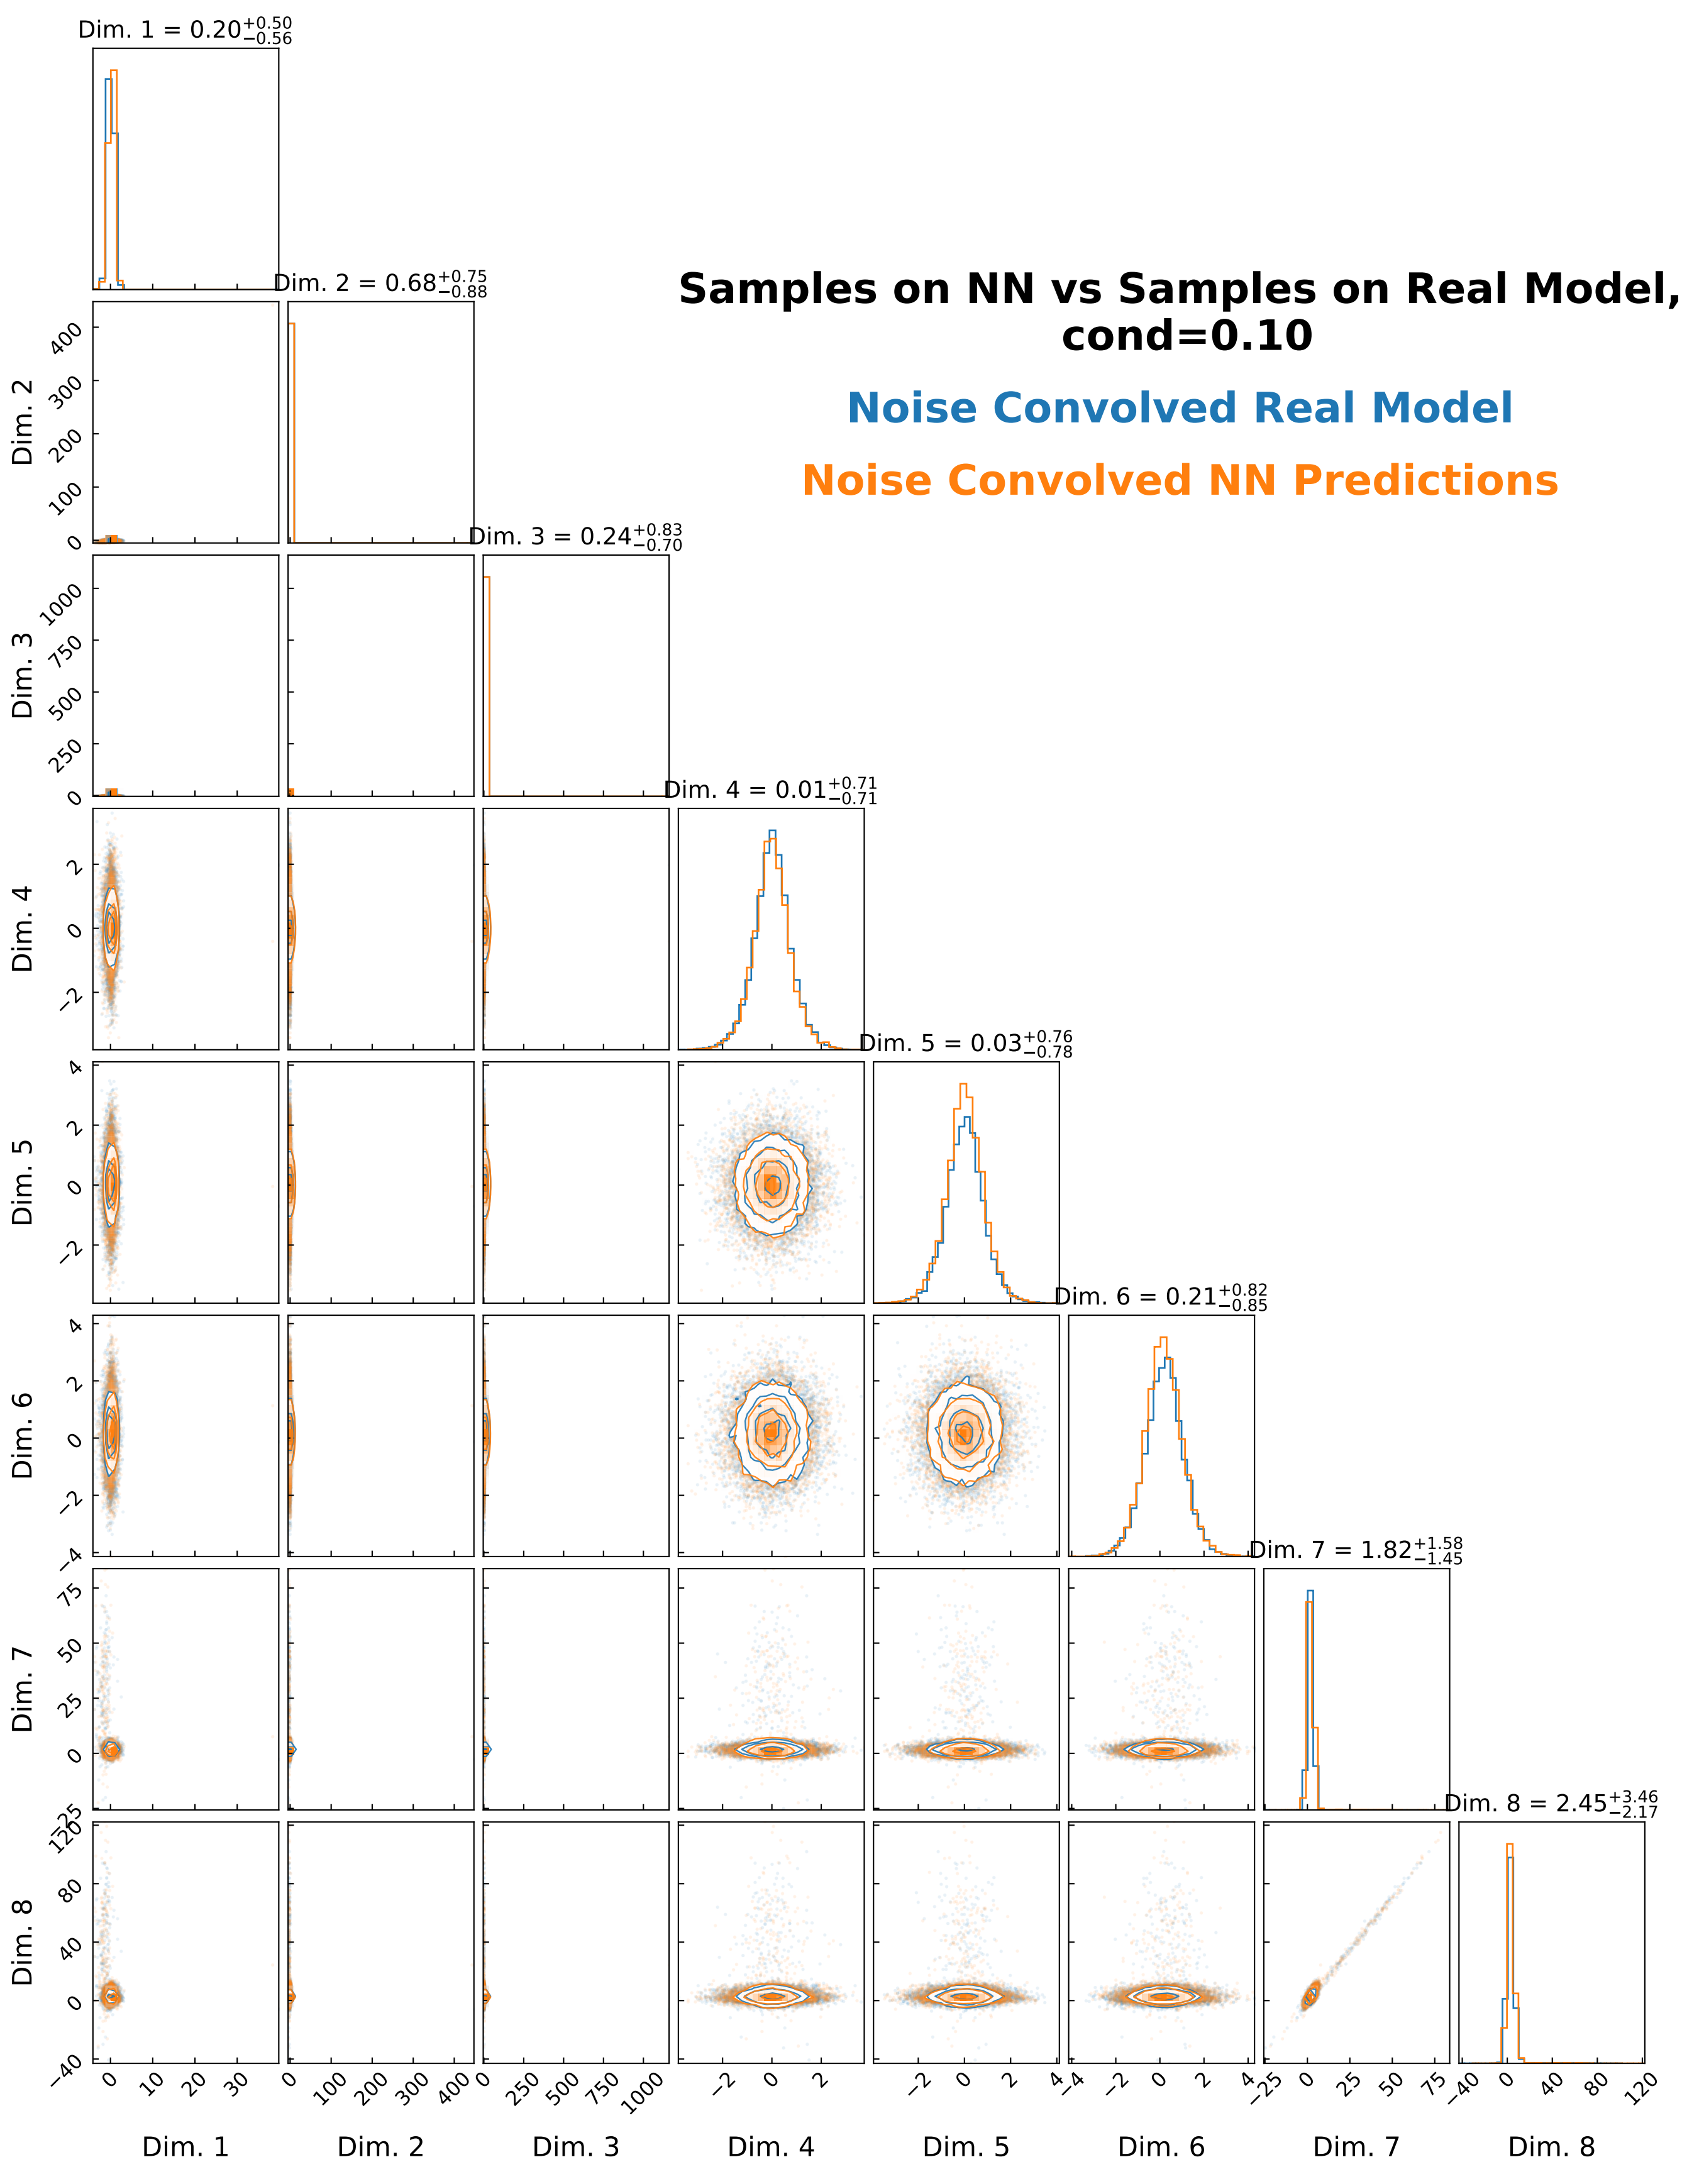 Dim. 1 = 0.20 +0.50 −0.56
Dim. 2 = 0.68 +0.75 −0.88
Samples on NN vs Samples on Real Model,
cond=0.10
Noise Convolved Real Model
Noise Convolved NN Predictions
Dim. 2
400
300
200
100
0
Dim. 3 = 0.24 +0.83 −0.70
Dim. 3
1000
750
500
250
0
Dim. 4 = 0.01 +0.71 −0.71
Dim. 4
2
0
−2
Dim. 5 = 0.03 +0.76 −0.78
Dim. 5
4
2
0
−2
Dim. 6 = 0.21 +0.82 −0.85
Dim. 6
4
2
0
−2
−4
Dim. 7 = 1.82 +1.58 −1.45
Dim. 7
75
50
25
0
−25
Dim. 8 = 2.45 +3.46 −2.17
Dim. 8
120
80
40
0
−40
0 10 20 30
0 100 200 300 400
0 250 500 750 1000
−2 0 2
−2 0 2 4
−4 −2 0 2 4
−25 0 25 50 75
−40 0 40 80 120
Dim. 1 Dim. 2 Dim. 3 Dim. 4 Dim. 5 Dim. 6 Dim. 7 Dim. 8